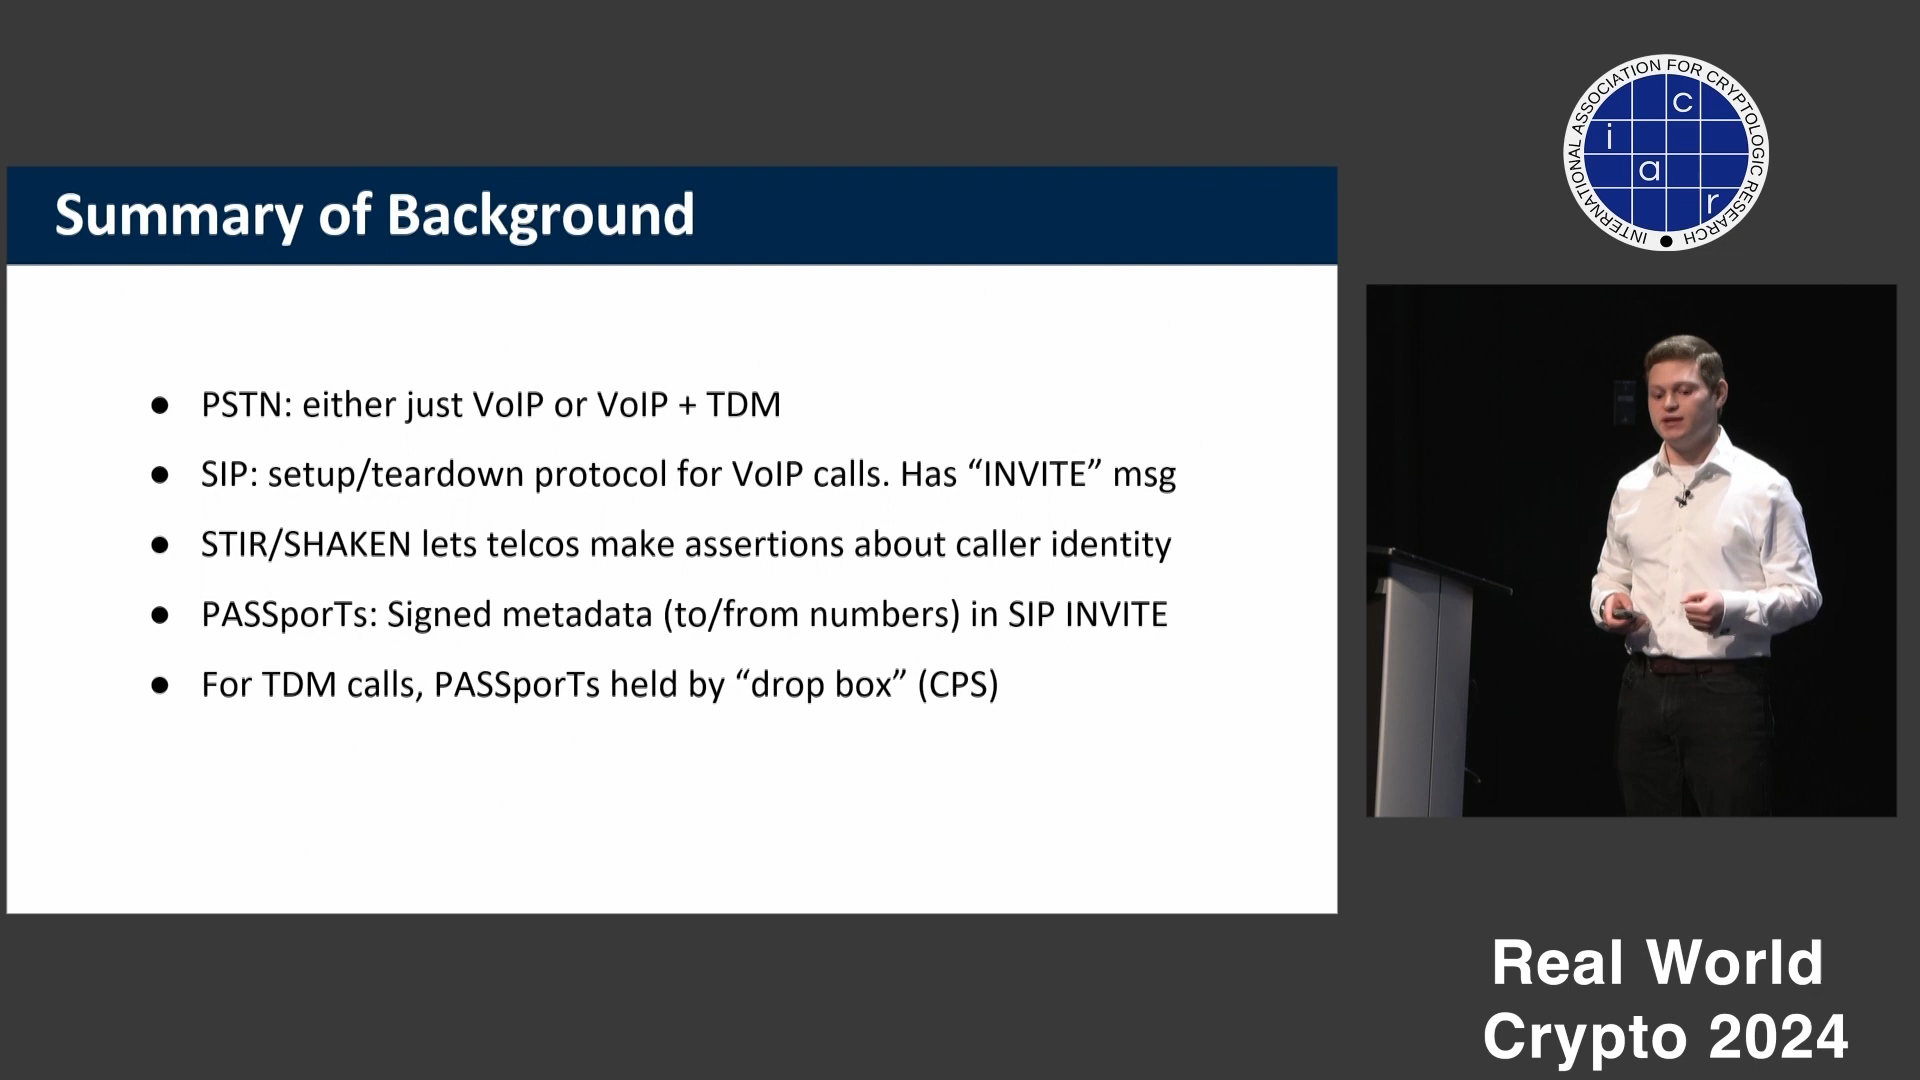 Summary of Background
● PSTN: either just VoIP or VoIP + TDM
● SIP: setup/teardown protocol for VoIP calls. Has “INVITE” msg
● STIR/SHAKEN lets telcos make assertions about caller identity
● PASSporTs: Signed metadata (to/from numbers) in SIP INVITE
● For TDM calls, PASSporTs held by “drop box” (CPS)
INTERNATIONAL ASSOCIATION FOR CRYPTOLOGIC RESEARCH
i a c r
Real World
Crypto 2024